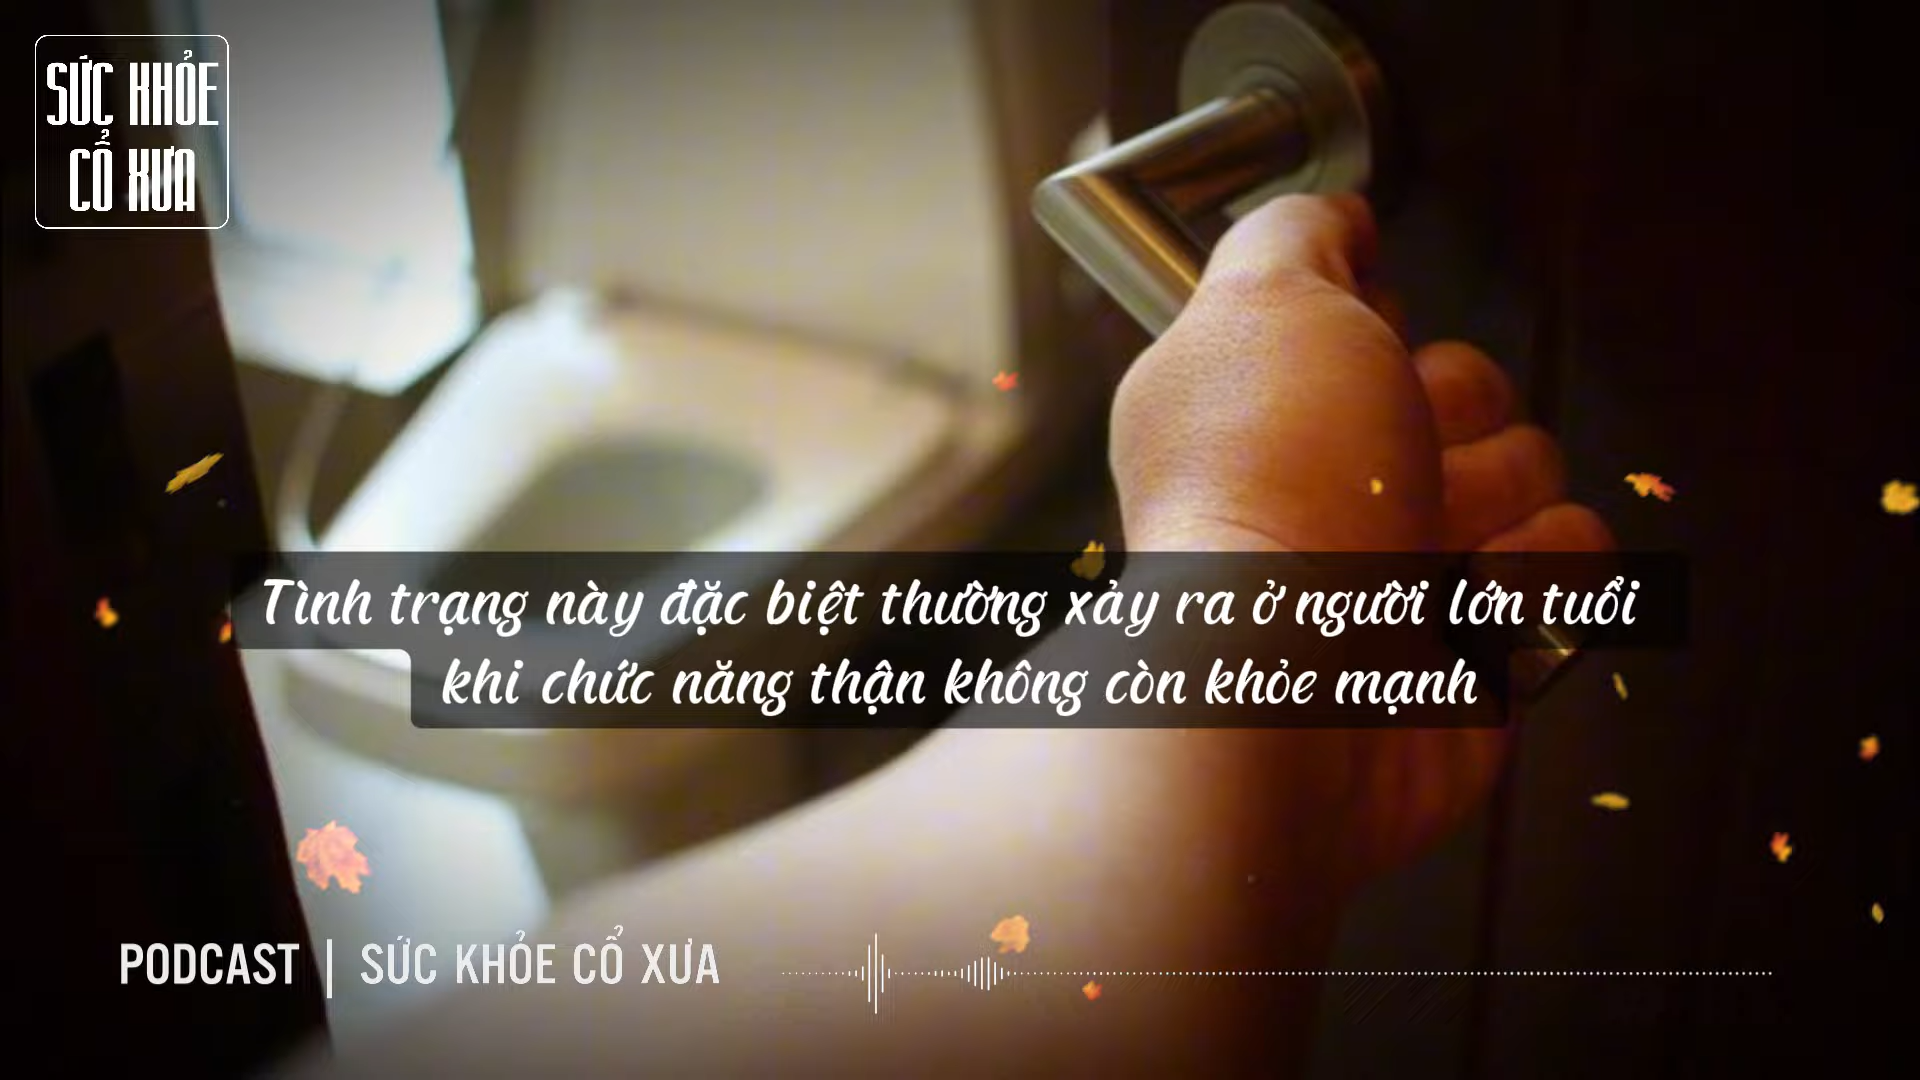 SỨC KHỎE
CỔ XƯA
Tình trạng này đặc biệt thường xảy ra ở người lớn tuổi
khi chức năng thận không còn khỏe mạnh
PODCAST | SỨC KHỎE CỔ XƯA